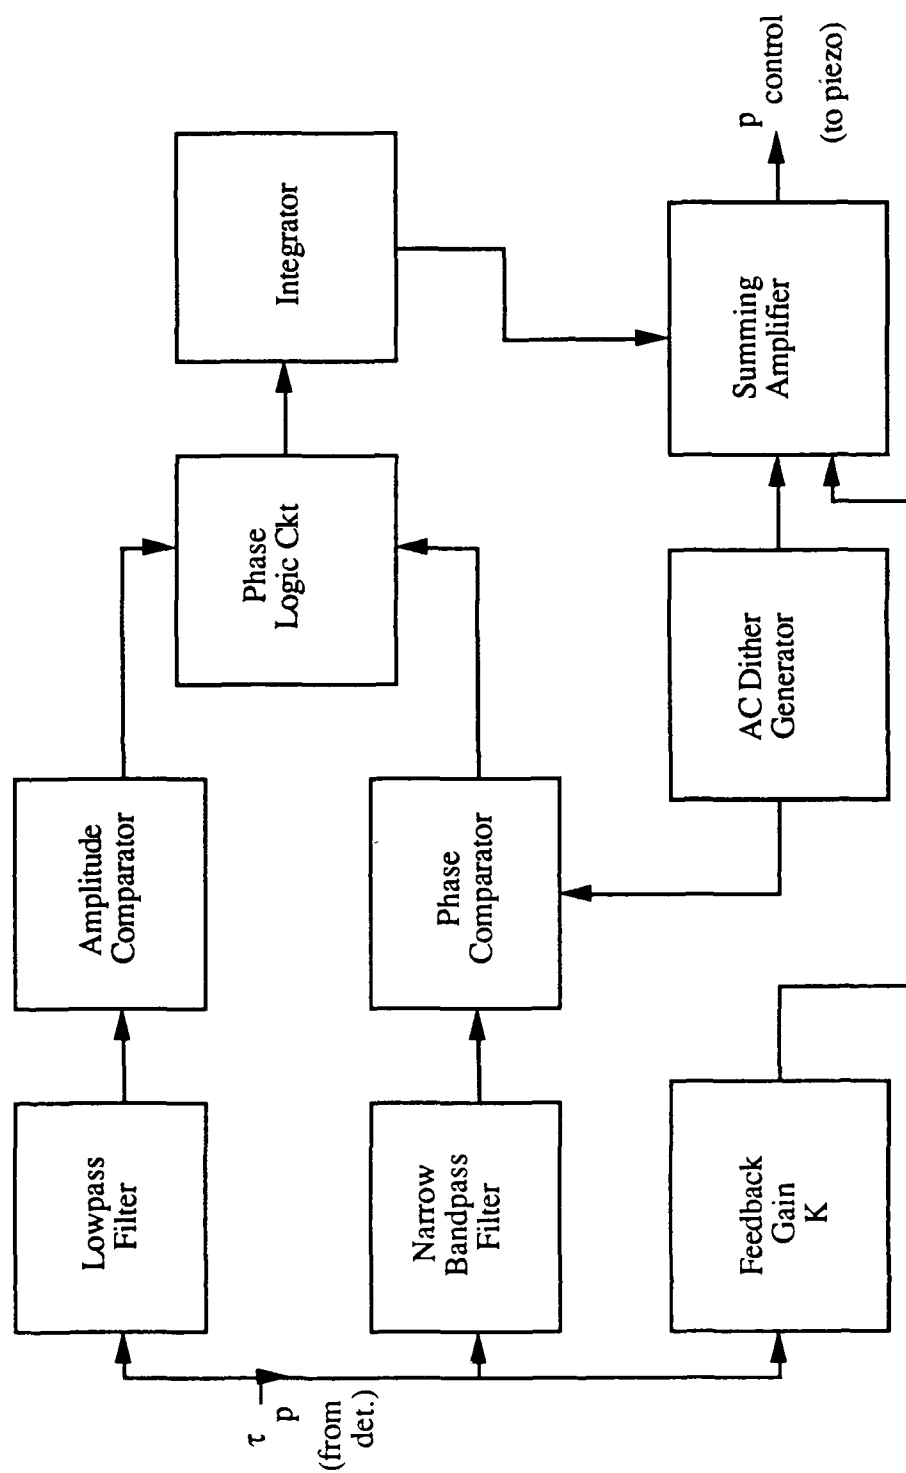 τ
p
(from
det.)
Lowpass
Filter
Amplitude
Comparator
Phase
Logic Ckt
Integrator
Narrow
Bandpass
Filter
Phase
Comparator
Feedback
Gain
K
AC Dither
Generator
Summing
Amplifier
p control
(to piezo)